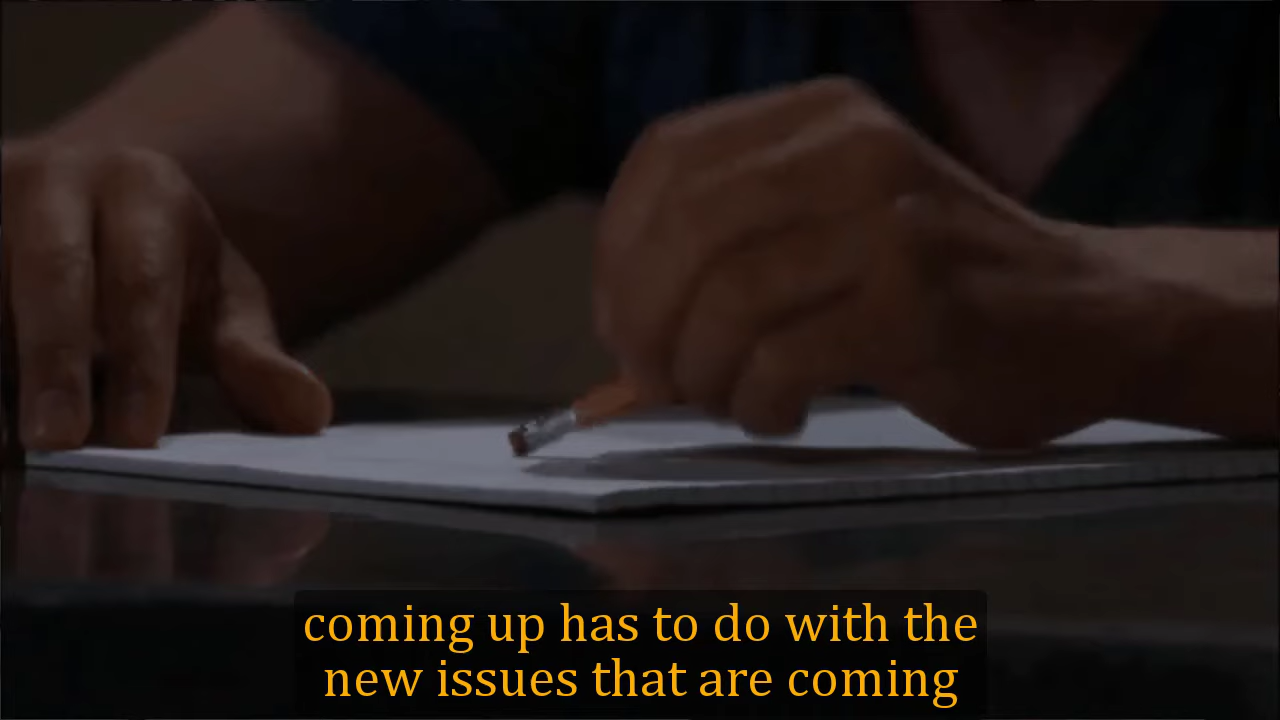 coming up has to do with the
new issues that are coming